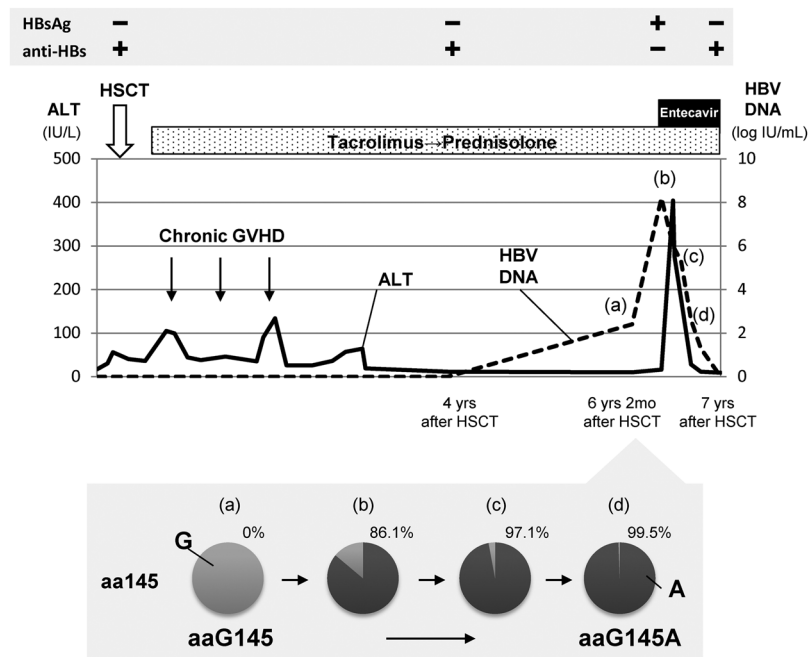 HBsAg − − + −
anti-HBs + + − +
HSCT
ALT
(IU/L)
HBV
DNA
(log IU/mL)
Entecavir
Tacrolimus→Prednisolone
500 10
400 8
300 6
200 4
100 2
0 0
(b)
Chronic GVHD
HBV
DNA
(c)
ALT
(a)
(d)
4 yrs
after HSCT
6 yrs 2mo
after HSCT
7 yrs
after HSCT
(a) (b) (c) (d)
0% 86.1% 97.1% 99.5%
G
aa145
A
aaG145 aaG145A